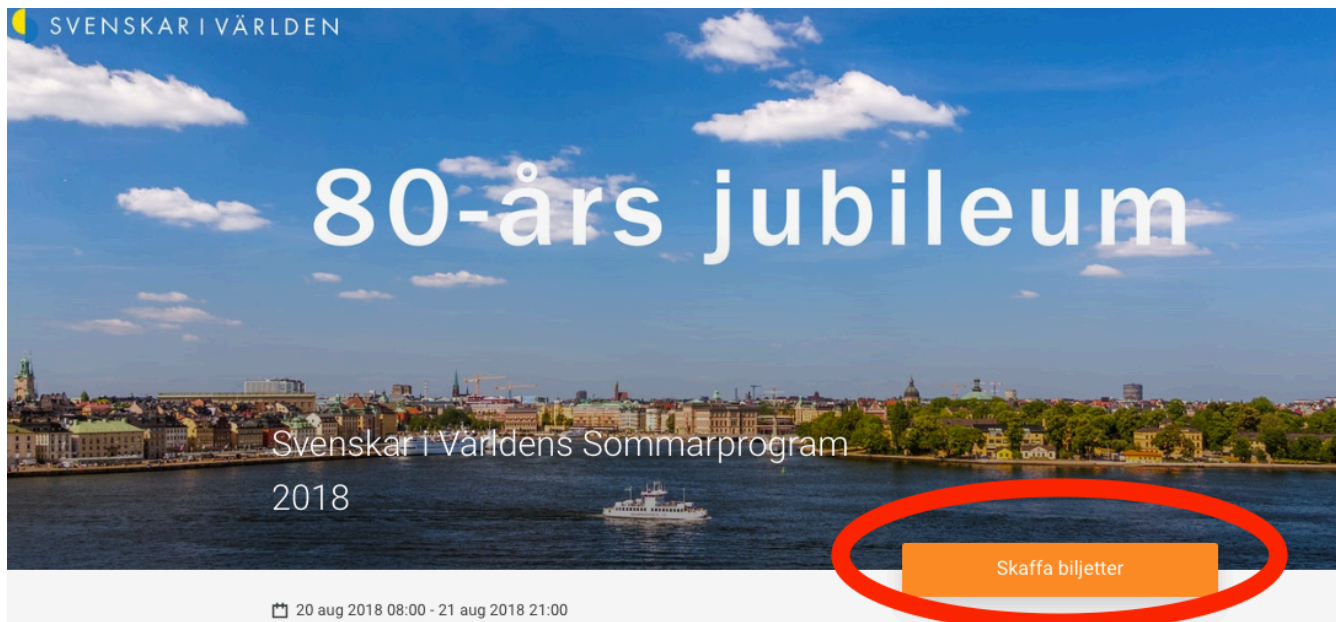 SVENSKAR I VÄRLDEN
80-års jubileum
Svenskar i Världens Sommarprogram
2018
Skaffa biljetter
20 aug 2018 08:00 - 21 aug 2018 21:00